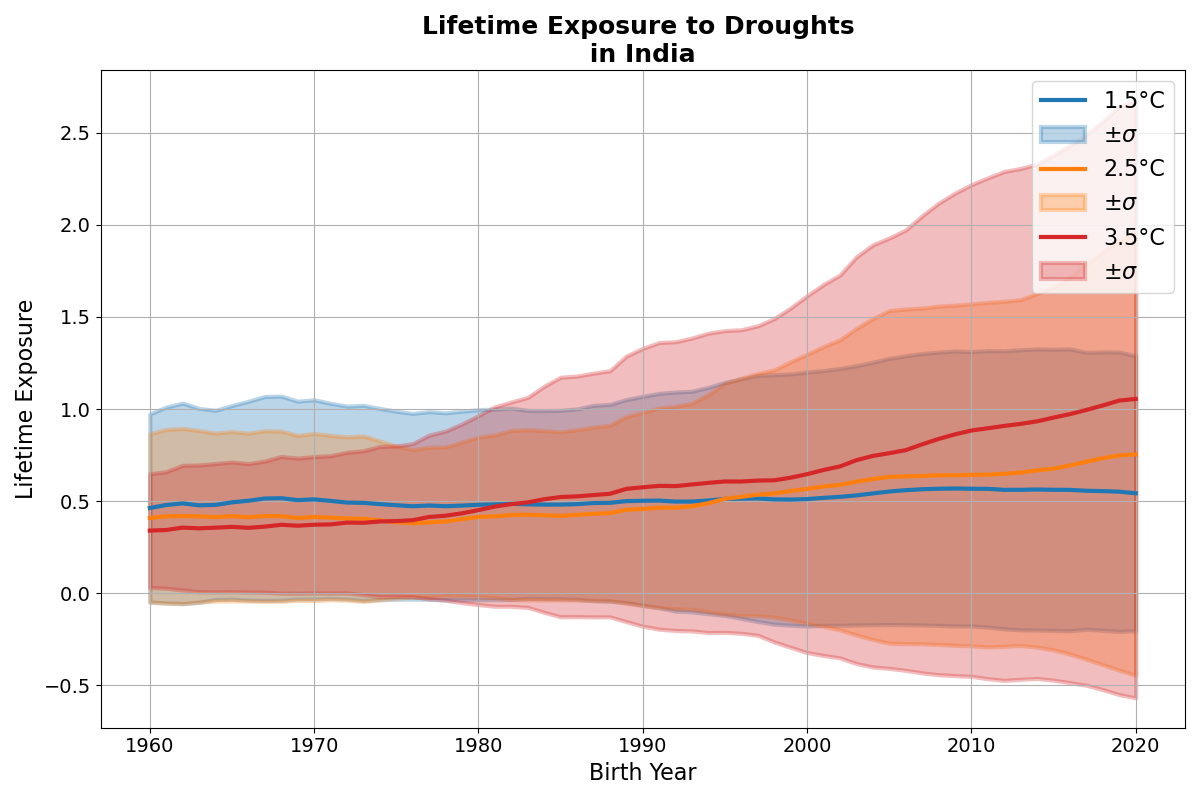 Lifetime Exposure to Droughts
in India
Lifetime Exposure
2.5
2.0
1.5
1.0
0.5
0.0
−0.5
1960
1970
1980
1990
2000
2010
2020
Birth Year
1.5°C
±σ
2.5°C
±σ
3.5°C
±σ